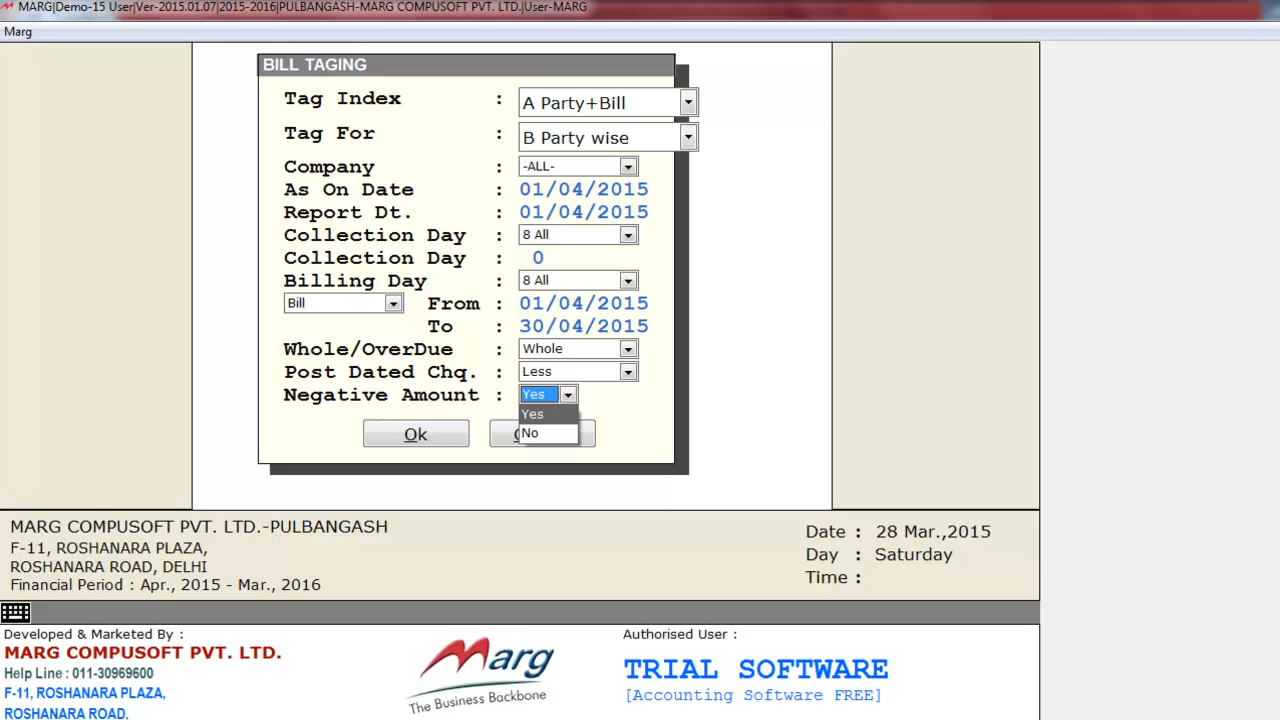 MARG|Demo-15 User|Ver-2015.01.07|2015-2016|PULBANGASH-MARG COMPUSOFT PVT. LTD.|User-MARG
Marg
BILL TAGING
Tag Index : A Party+Bill
Tag For : B Party wise
Company : -ALL-
As On Date : 01/04/2015
Report Dt. : 01/04/2015
Collection Day : 8 All
Collection Day : 0
Billing Day : 8 All
Bill From : 01/04/2015
To : 30/04/2015
Whole/OverDue : Whole
Post Dated Chq. : Less
Negative Amount : Yes
Yes
No
Ok
MARG COMPUSOFT PVT. LTD.-PULBANGASH
F-11, ROSHANARA PLAZA,
ROSHANARA ROAD, DELHI
Financial Period : Apr., 2015 - Mar., 2016
Date : 28 Mar.,2015
Day : Saturday
Time :
Developed & Marketed By :
MARG COMPUSOFT PVT. LTD.
Help Line : 011-30969600
F-11, ROSHANARA PLAZA,
ROSHANARA ROAD,
Marg
The Business Backbone
Authorised User :
TRIAL SOFTWARE
[Accounting Software FREE]